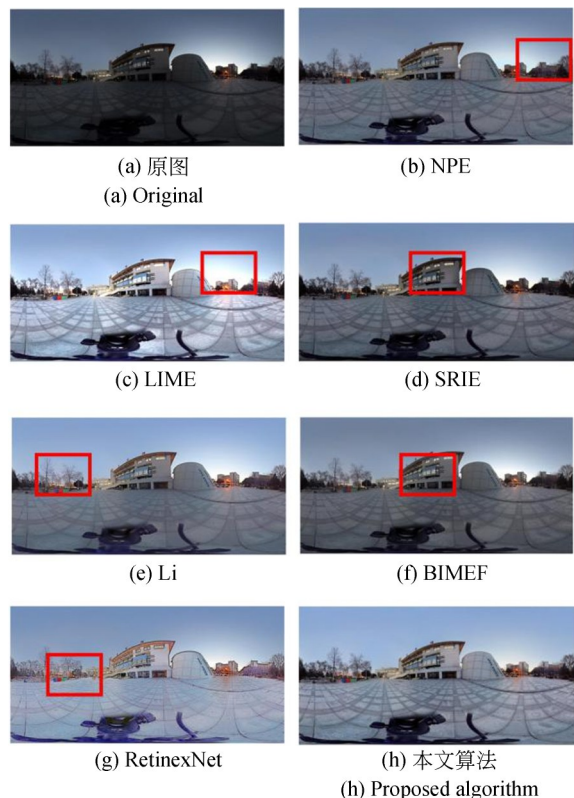 (a) 原图
(a) Original
(b) NPE
(c) LIME
(d) SRIE
(e) Li
(f) BIMEF
(g) RetinexNet
(h) 本文算法
(h) Proposed algorithm